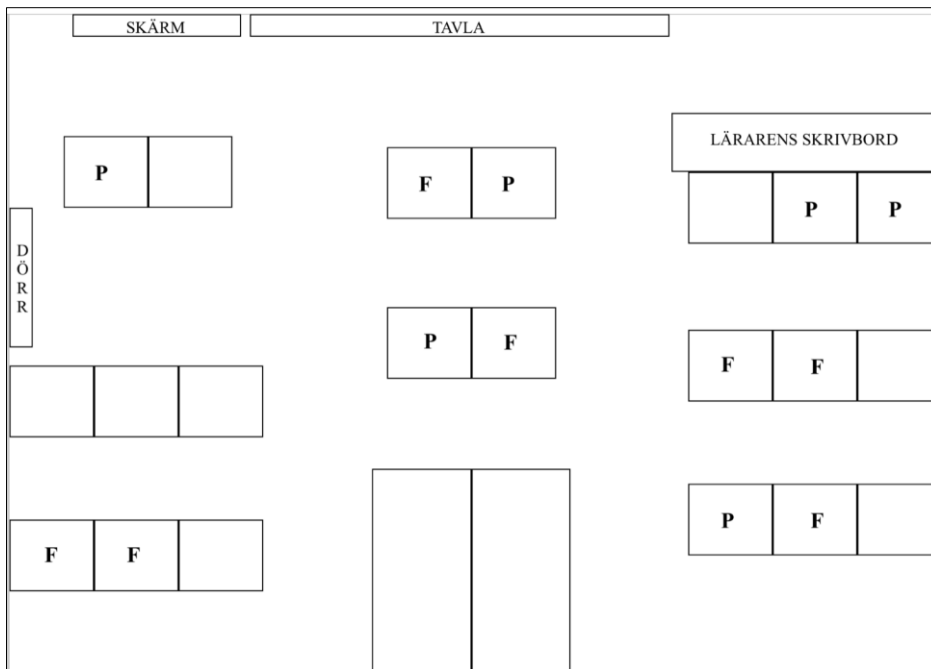 SKÄRM TAVLA
LÄRARENS SKRIVBORD
P F P P P
D
Ö
R
R
P F
F F
F F P F